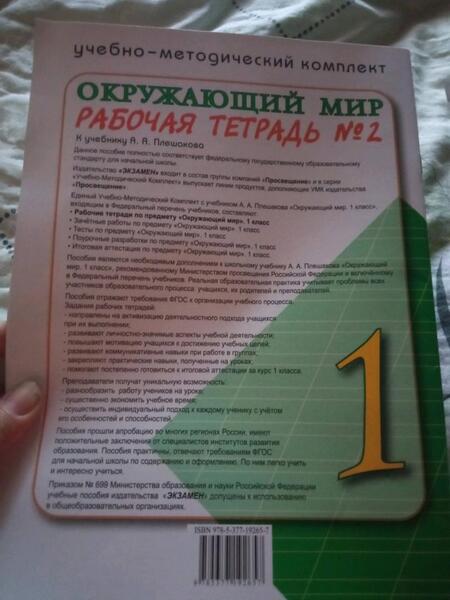 учебно-методический комплект
ОКРУЖАЮЩИЙ МИР
РАБОЧАЯ ТЕТРАДЬ №2
К учебнику А. А. Плешакова
Данное пособие полностью соответствует федеральному государственному образовательному
стандарту для начальной школы.
Издательство «ЭКЗАМЕН» входит в состав группы компаний «Просвещение» и в серии
«Учебно-Методический Комплект» выпускает линии продуктов, дополняющие УМК издательства
«Просвещение».
Единый Учебно-Методический Комплект с учебником А. А. Плешакова «Окружающий мир. 1 класс»,
входящим в Федеральный перечень учебников, составляют:
• Рабочие тетради по предмету «Окружающий мир». 1 класс
• Зачётные работы по предмету «Окружающий мир». 1 класс
• Тесты по предмету «Окружающий мир». 1 класс
• Поурочные разработки по предмету «Окружающий мир». 1 класс
• Итоговая аттестация по предмету «Окружающий мир». 1 класс
Пособия являются необходимым дополнением к школьному учебнику А. А. Плешакова «Окружающий
мир. 1 класс», рекомендованному Министерством просвещения Российской Федерации и включённому
в Федеральный перечень учебников. Реальная образовательная практика учитывает проблемы всех
участников образовательного процесса учащихся, их родителей и преподавателей.
Пособия отражают требования ФГОС к организации учебного процесса.
Задания рабочих тетрадей:
- направлены на активизацию деятельностного подхода учащихся
при их выполнении;
- развивают личностно-значимые аспекты учебной деятельности;
- повышают мотивацию учащихся к достижению учебных целей;
- развивают коммуникативные навыки при работе в группах;
- закрепляют практические навыки, полученные на уроках;
- помогают постепенно готовиться к итоговой аттестации за курс 1 класса.
Преподаватели получат уникальную возможность:
- разнообразить работу учеников на уроке;
- существенно экономить учебное время;
- осуществить индивидуальный подход к каждому ученику с учётом
его особенностей и способностей.
Пособия прошли апробацию во многих регионах России, имеют
положительные заключения от специалистов институтов развития
образования. Пособия практичны, отвечают требованиям ФГОС
для начальной школы по содержанию и оформлению. По ним легко учить
и интересно учиться.
Приказом № 699 Министерства образования и науки Российской Федерации
учебные пособия издательства «ЭКЗАМЕН» допущены к использованию
в общеобразовательных организациях.
1
ISBN 978-5-377-19265-7